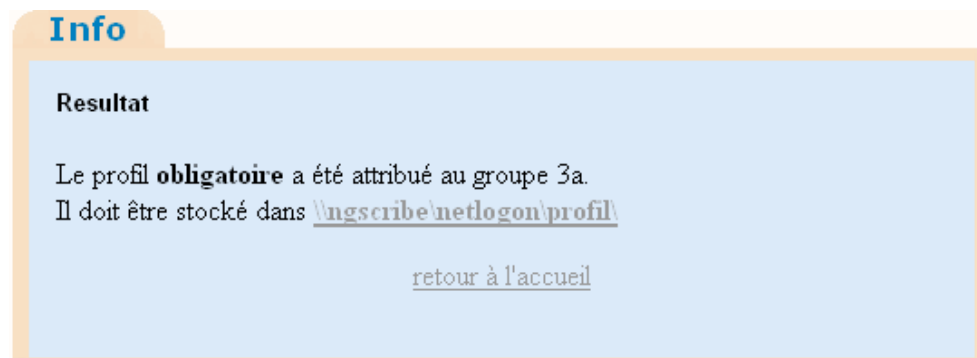 Info
Resultat
Le profil obligatoire a été attribué au groupe 3a.
Il doit être stocké dans \\ngscribe\netlogon\profil\
retour à l'accueil